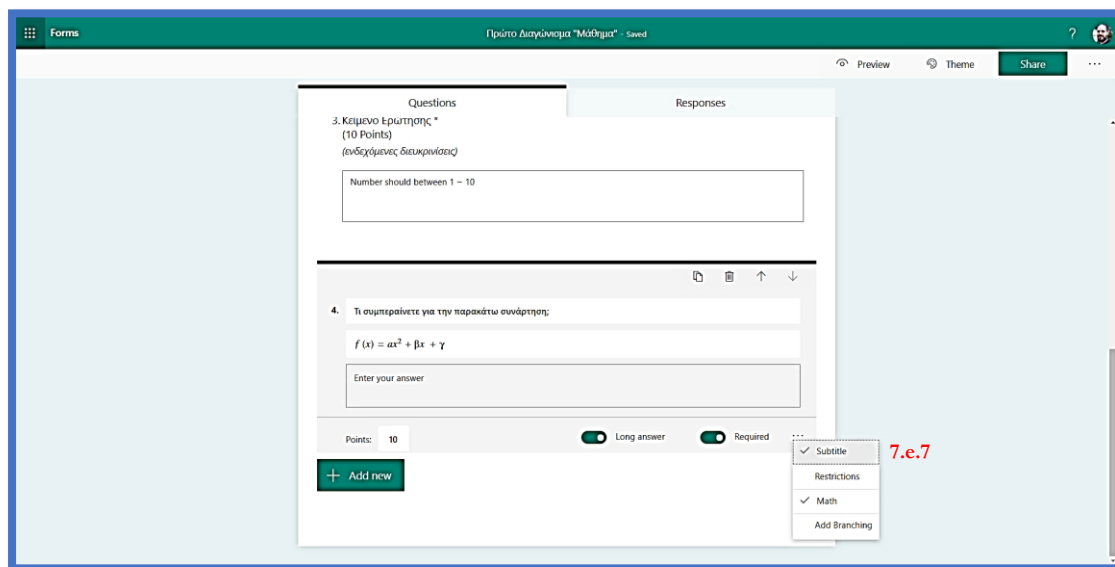 Forms
Πρώτο Διαγώνισμα "Μάθημα" - Saved
?
Preview
Theme
Share
Questions
Responses
3. Κείμενο Ερώτησης *
(10 Points)
(ενδεχόμενες διευκρινίσεις)
Number should between 1 ~ 10
4. Τι συμπεραίνετε για την παρακάτω συνάρτηση;
f (x) = αx² + βx + γ
Enter your answer
Points: 10
Long answer
Required
Subtitle
7.e.7
Restrictions
Math
Add Branching
+ Add new